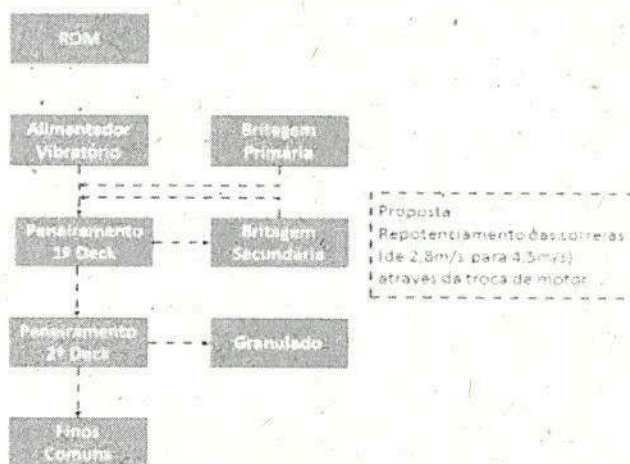 ROM
Alimentador
Vibratório
Britagem
Primária
Peneiramento
1º Deck
Britagem
Secundária
Proposta
Repotenciamento das correias
(de 2,8m/s para 4,5m/s)
através da troca de motor
Peneiramento
2º Deck
Granulado
Finos
Comuns